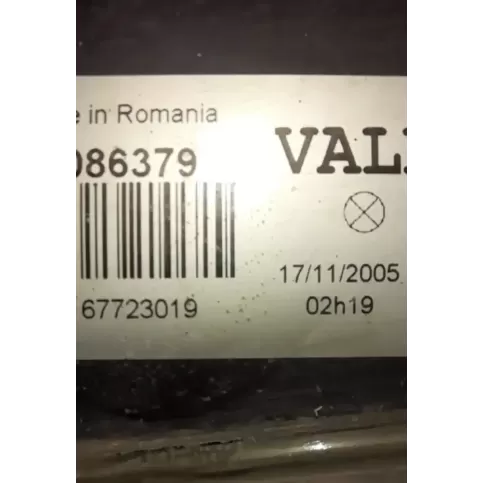 e in Romania
086379
VAL
17/11/2005
67723019
02h19